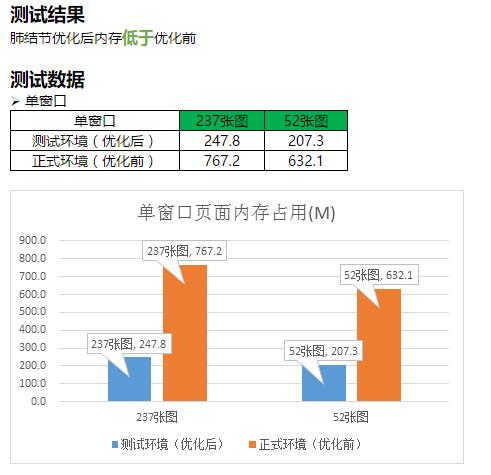 测试结果
肺结节优化后内存低于优化前
测试数据
➢ 单窗口
单窗口 237张图 52张图
测试环境（优化后） 247.8 207.3
正式环境（优化前） 767.2 632.1
单窗口页面内存占用(M)
900.0
800.0
700.0
600.0
500.0
400.0
300.0
200.0
100.0
0.0
237张图, 767.2
52张图, 632.1
237张图, 247.8
52张图, 207.3
237张图 52张图
测试环境（优化后） 正式环境（优化前）